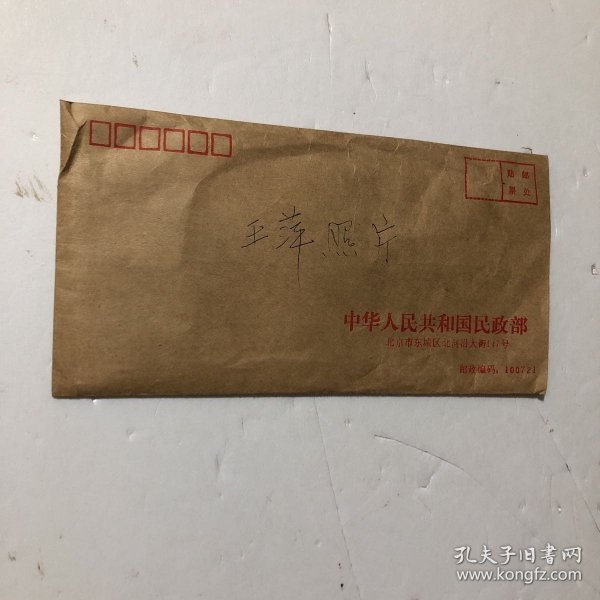 贴邮
票处
王萍照片
中华人民共和国民政部
北京市东城区北河沿大街147号
邮政编码：100721
孔夫子旧书网
www.kongfz.com